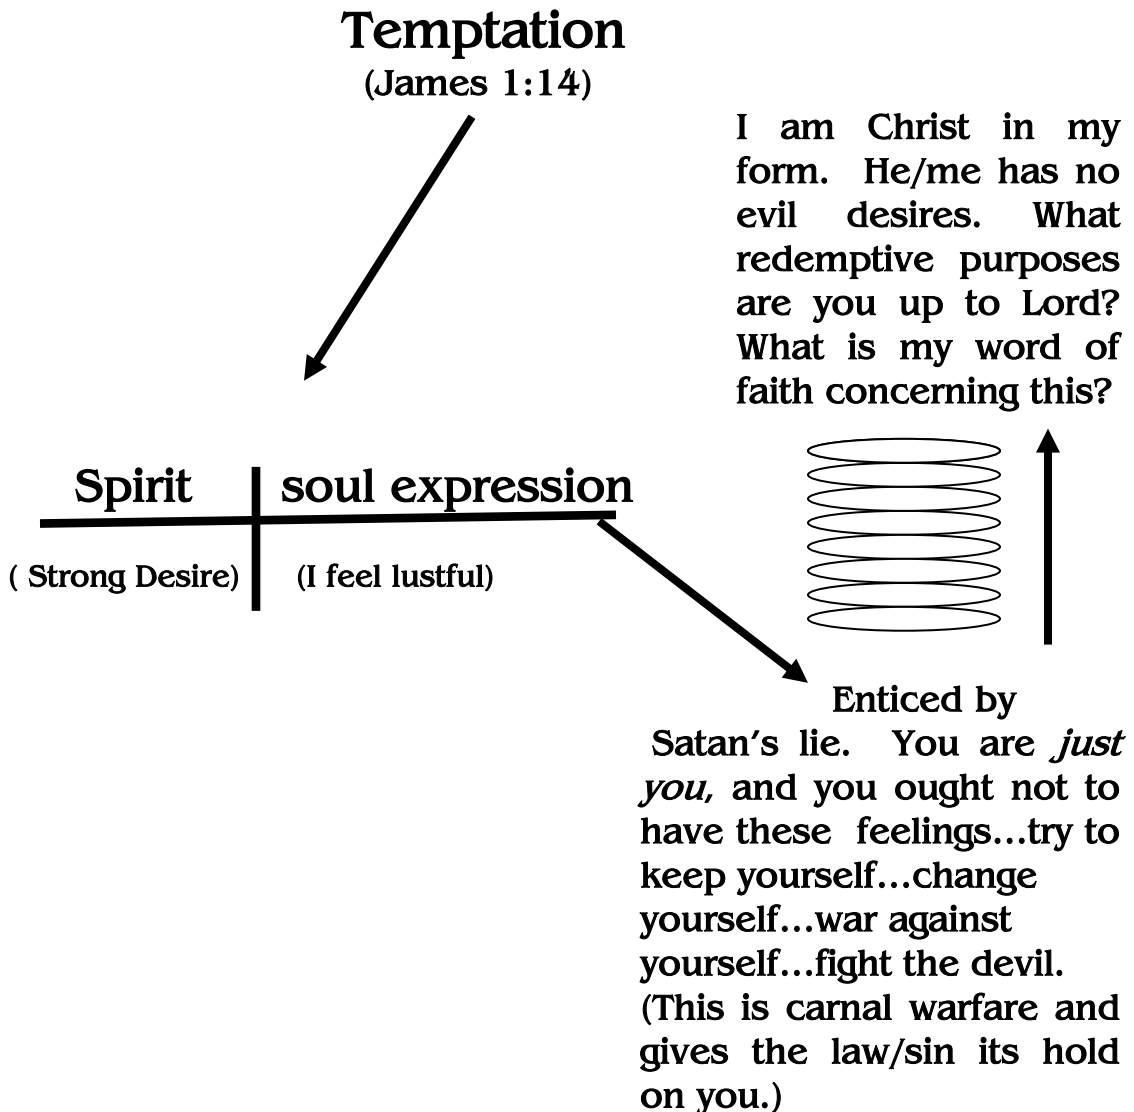 Temptation
(James 1:14)
I am Christ in my
form. He/me has no
evil desires. What
redemptive purposes
are you up to Lord?
What is my word of
faith concerning this?
Spirit
soul expression
( Strong Desire)
(I feel lustful)
Enticed by
Satan's lie. You are just
you, and you ought not to
have these feelings...try to
keep yourself...change
yourself...war against
yourself...fight the devil.
(This is carnal warfare and
gives the law/sin its hold
on you.)